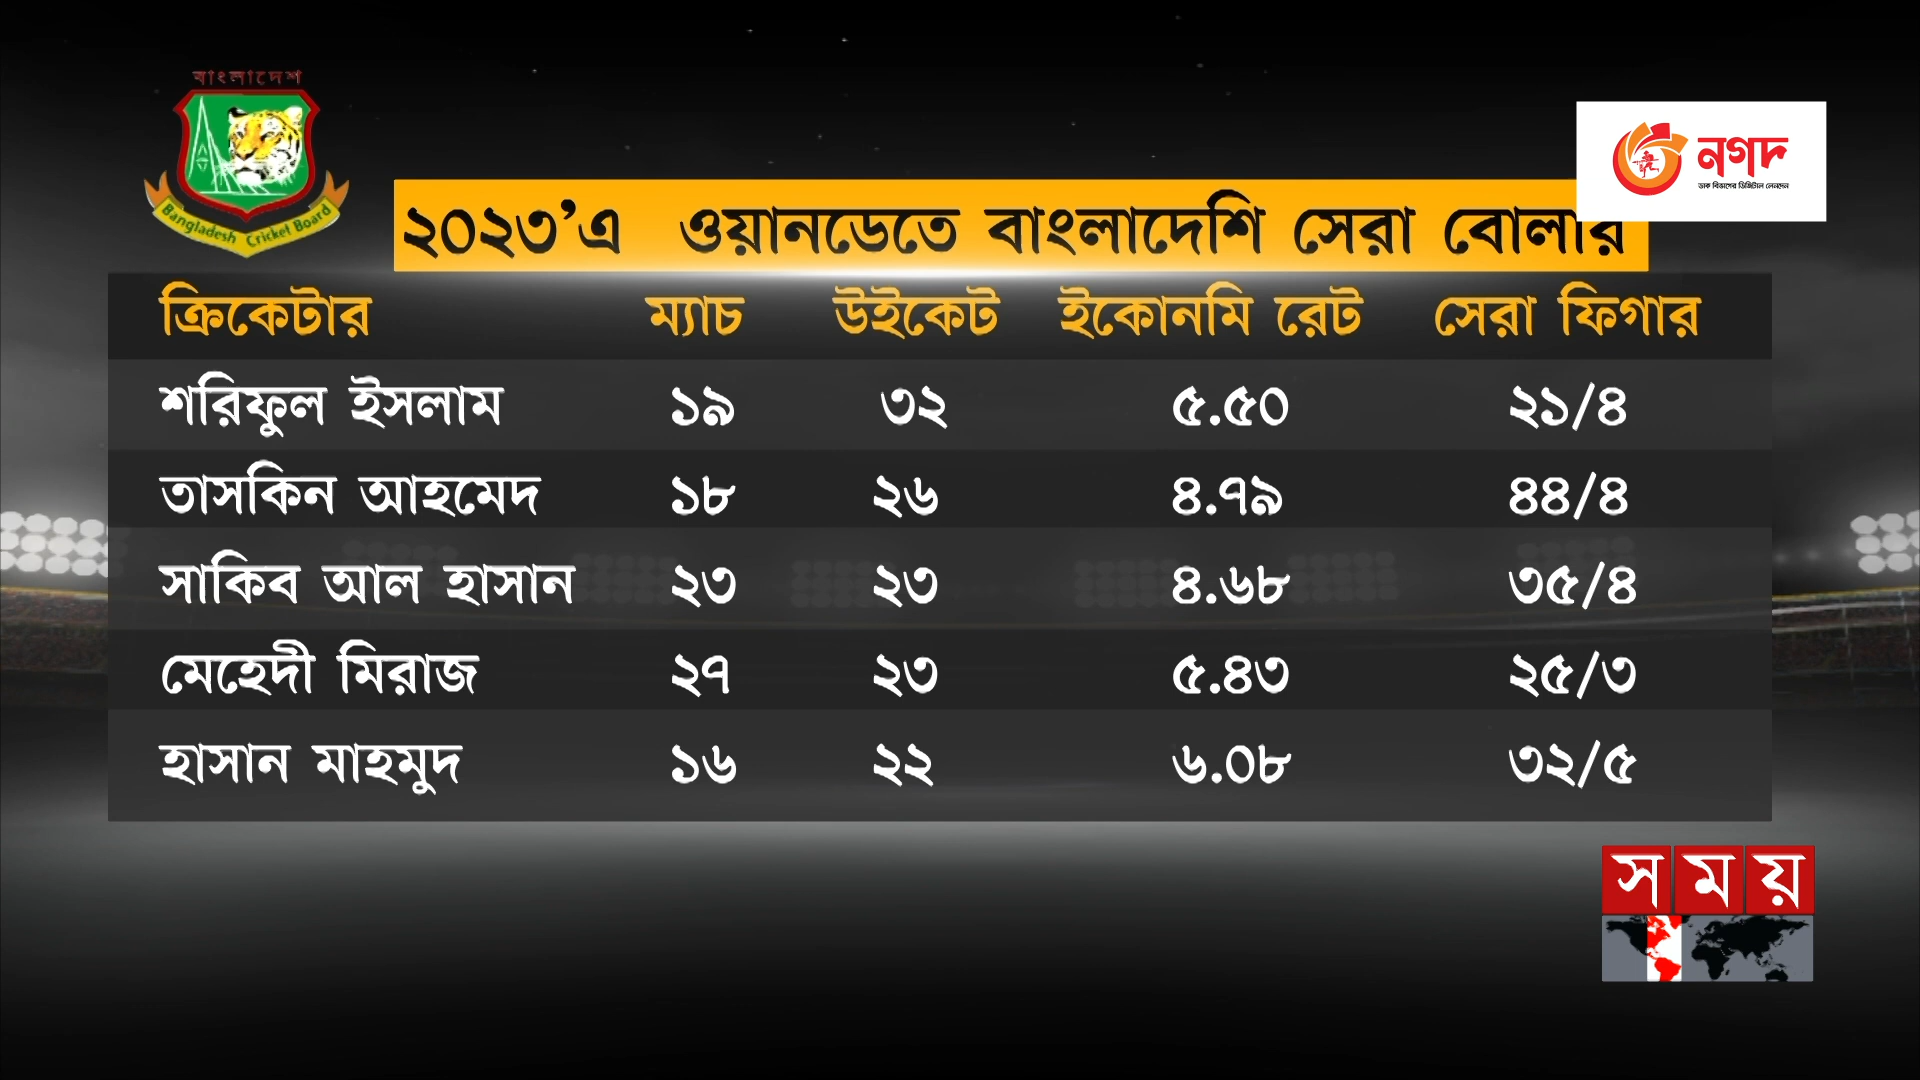 বাংলাদেশ
Bangladesh Cricket Board
নগদ
ডাক বিভাগের ডিজিটাল লেনদেন
২০২৩’এ ওয়ানডেতে বাংলাদেশি সেরা বোলার
ক্রিকেটার ম্যাচ উইকেট ইকোনমি রেট সেরা ফিগার
শরিফুল ইসলাম ১৯ ৩২ ৫.৫০ ২১/৪
তাসকিন আহমেদ ১৮ ২৬ ৪.৭৯ ৪৪/৪
সাকিব আল হাসান ২৩ ২৩ ৪.৬৮ ৩৫/৪
মেহেদী মিরাজ ২৭ ২৩ ৫.৪৩ ২৫/৩
হাসান মাহমুদ ১৬ ২২ ৬.০৮ ৩২/৫
সময়